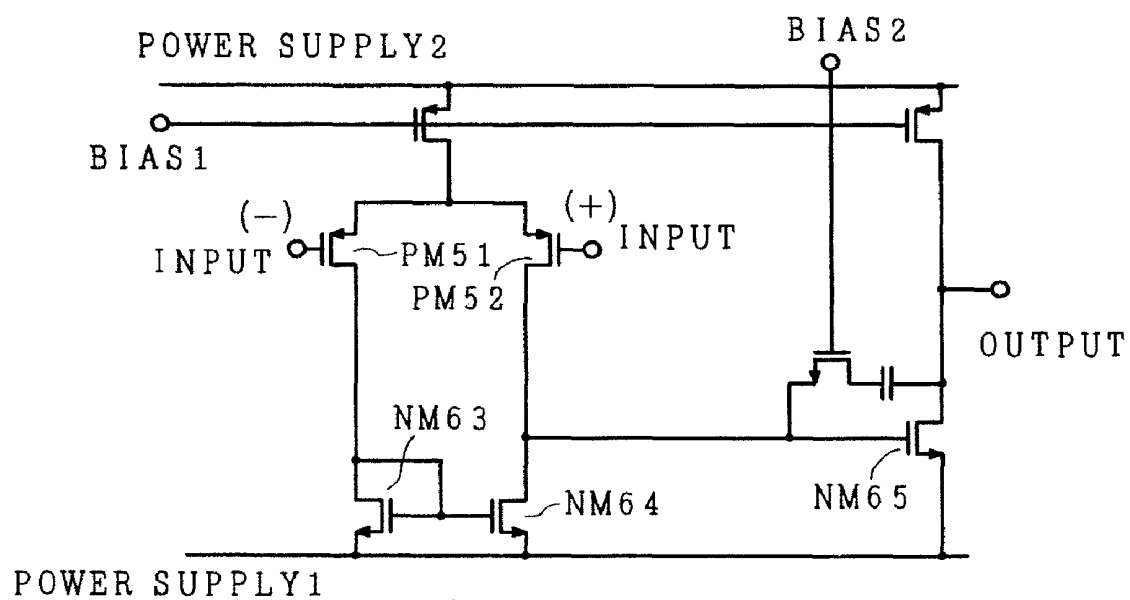 BIAS2
POWER SUPPLY2
BIAS1
(−)
INPUT
(+)
INPUT
PM51
PM52
OUTPUT
NM63
NM64
NM65
POWER SUPPLY1